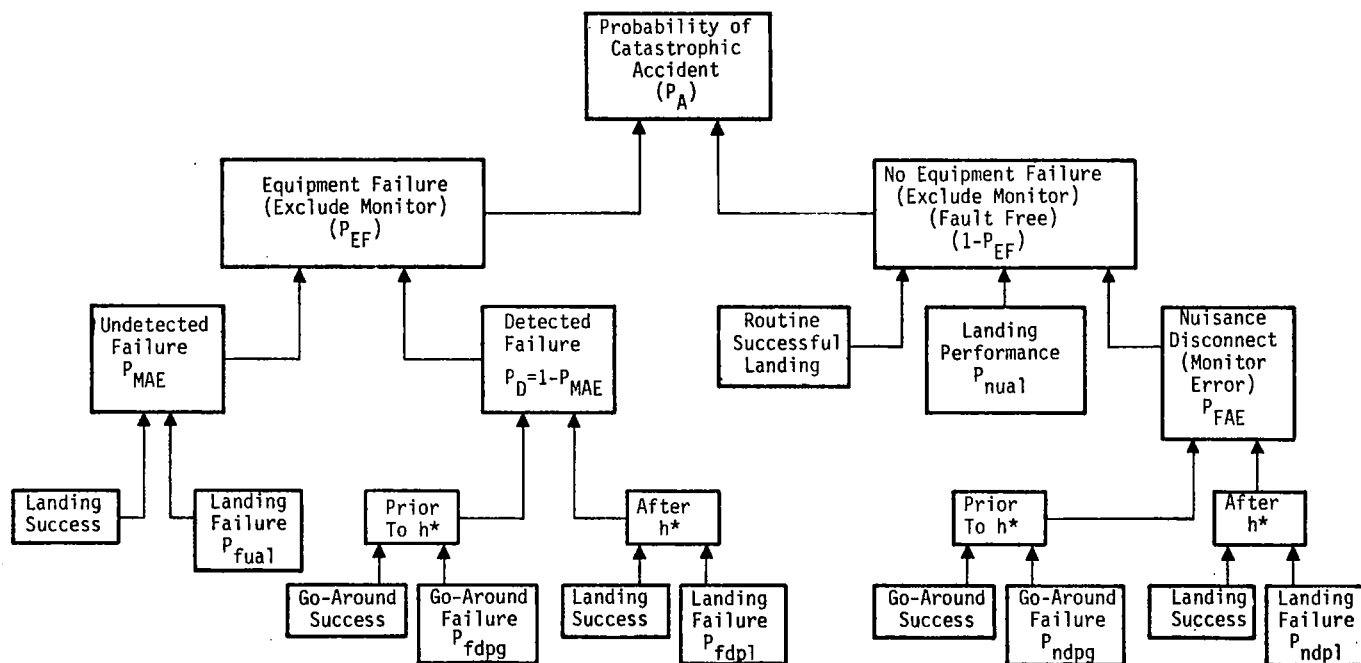 Probability of
Catastrophic
Accident
(P_A)
Equipment Failure
(Exclude Monitor)
(P_EF)
No Equipment Failure
(Exclude Monitor)
(Fault Free)
(1-P_EF)
Undetected
Failure
P_MAE
Detected
Failure
P_D=1-P_MAE
Routine
Successful
Landing
Landing
Performance
P_nual
Nuisance
Disconnect
(Monitor
Error)
P_FAE
Landing
Success
Landing
Failure
P_fual
Prior
To h*
After
h*
Prior
To h*
After
h*
Go-Around
Success
Go-Around
Failure
P_fdpg
Landing
Success
Landing
Failure
P_fdpl
Go-Around
Success
Go-Around
Failure
P_ndpg
Landing
Success
Landing
Failure
P_ndpl